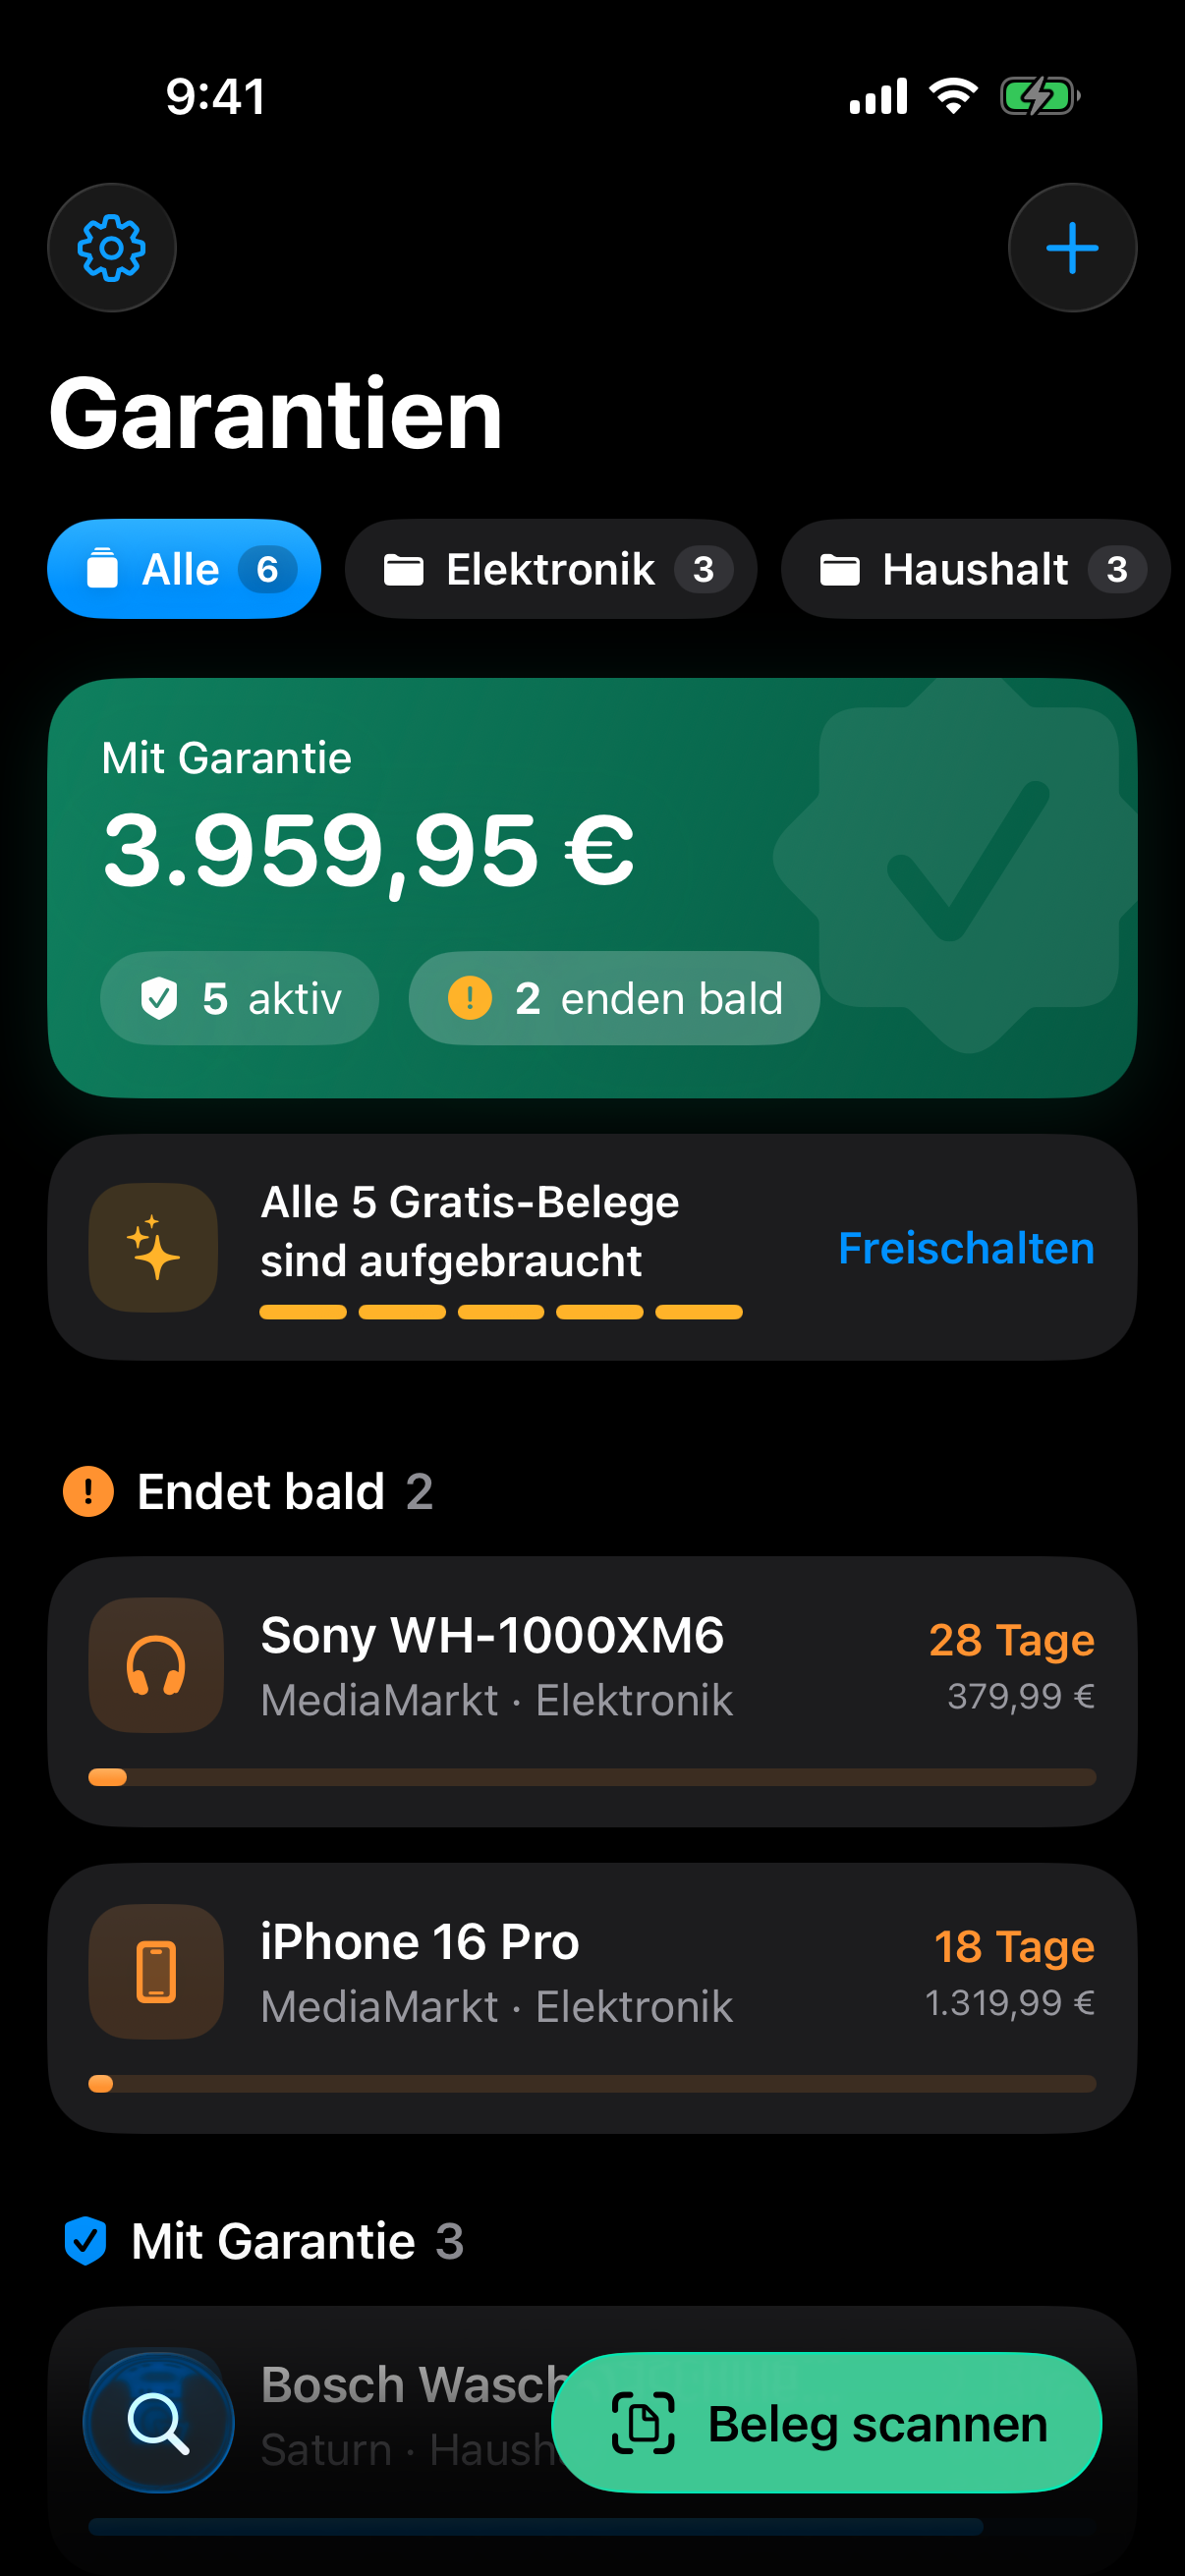 9:41
Garantien
Alle 6
Elektronik 3
Haushalt 3
Mit Garantie
3.959,95 €
5 aktiv
2 enden bald
Alle 5 Gratis-Belege
sind aufgebraucht
Freischalten
Endet bald 2
Sony WH-1000XM6
28 Tage
MediaMarkt · Elektronik
379,99 €
iPhone 16 Pro
18 Tage
MediaMarkt · Elektronik
1.319,99 €
Mit Garantie 3
Bosch
Saturn ·
Beleg scannen